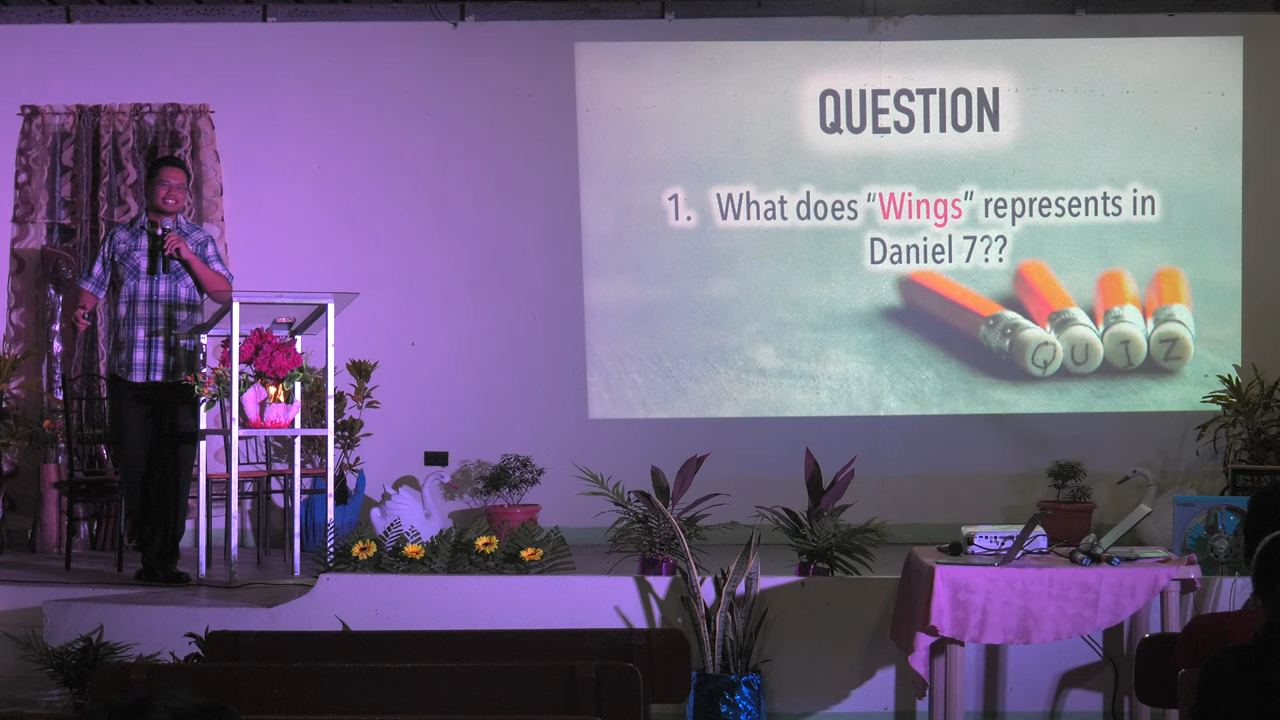 QUESTION
1. What does “Wings” represents in
Daniel 7??
QUIZ